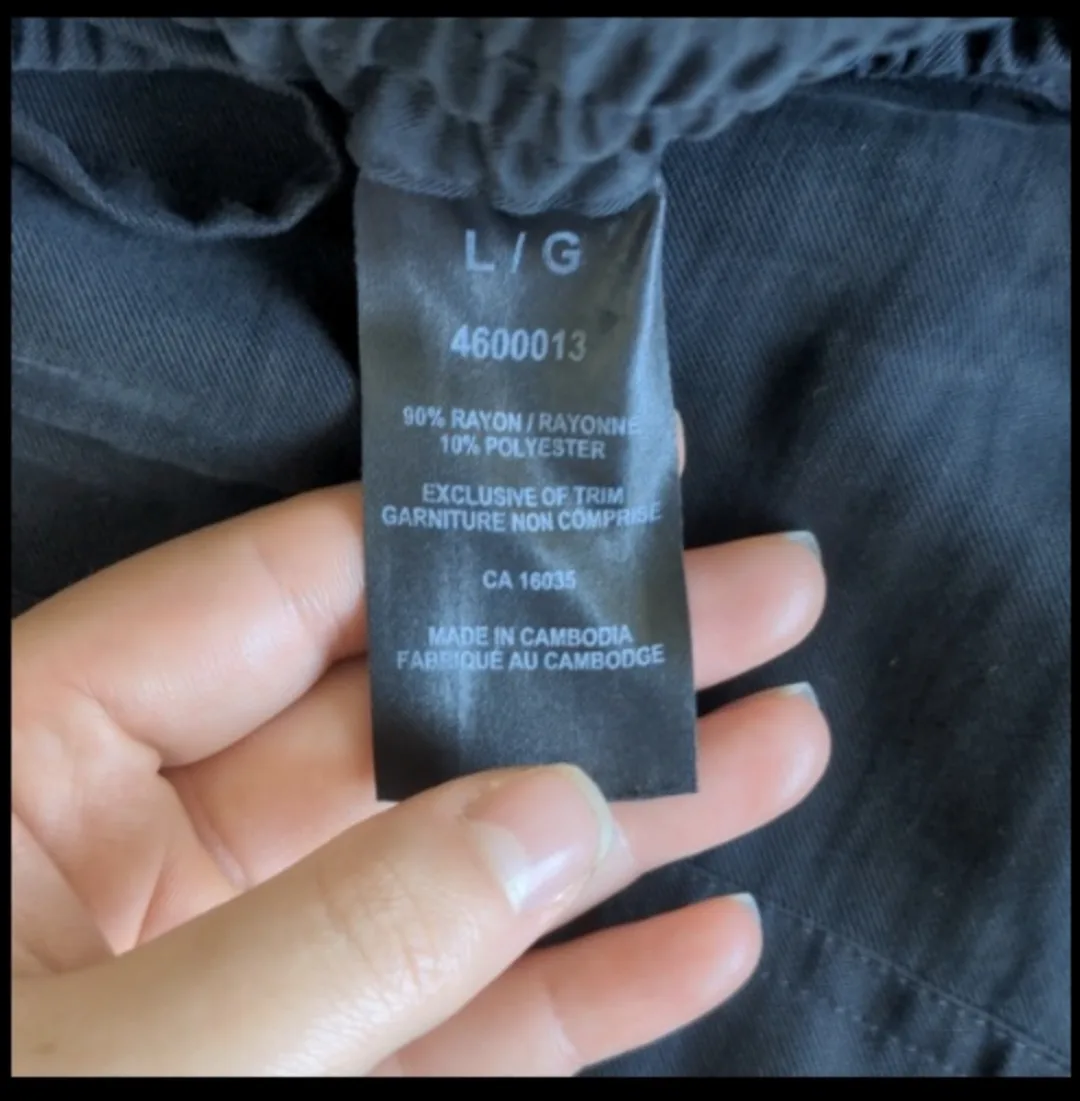 L / G
4600013
90% RAYON / RAYONNE
10% POLYESTER
EXCLUSIVE OF TRIM
GARNITURE NON COMPRISE
CA 16035
MADE IN CAMBODIA
FABRIQUÉ AU CAMBODGE